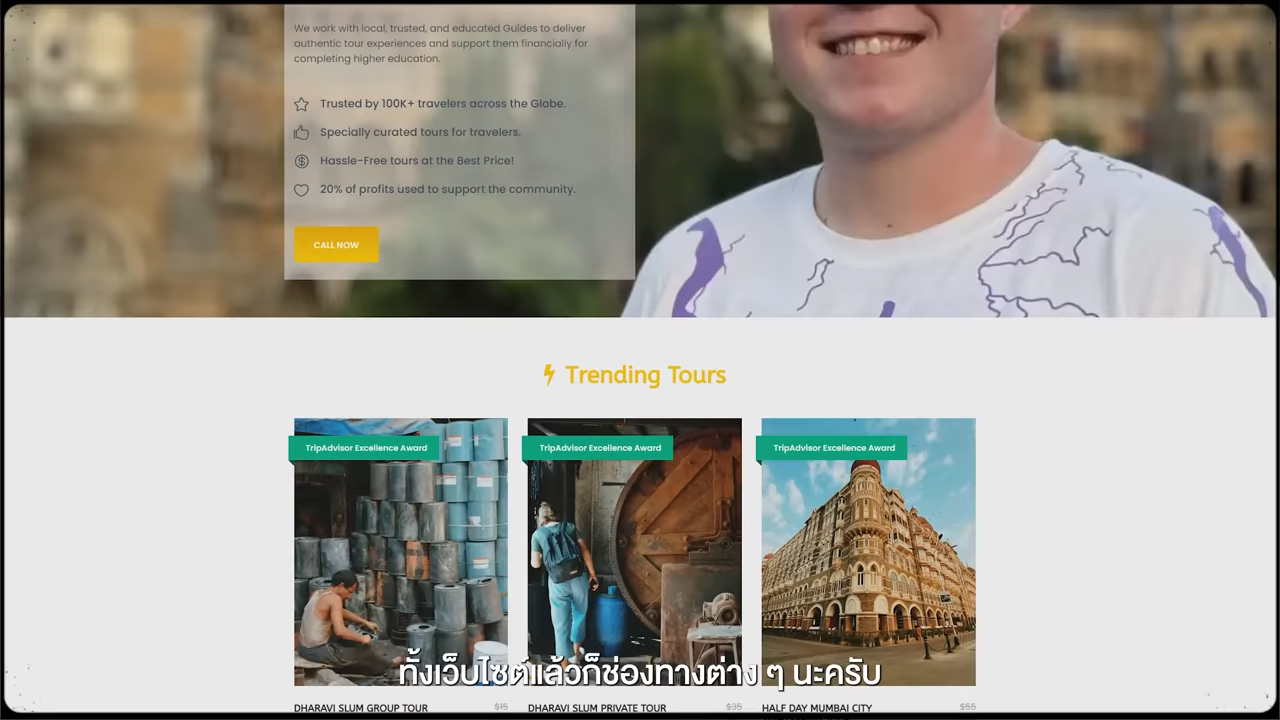 We work with local, trusted, and educated Guides to deliver
authentic tour experiences and support them financially for
completing higher education.
Trusted by 100K+ travelers across the Globe.
Specially curated tours for travelers.
Hassle-Free tours at the Best Price!
20% of profits used to support the community.
CALL NOW
Trending Tours
TripAdvisor Excellence Award
TripAdvisor Excellence Award
TripAdvisor Excellence Award
ทั้งเว็บไซต์แล้วก็ช่องทางต่าง ๆ นะครับ
DHARAVI SLUM GROUP TOUR $15
DHARAVI SLUM PRIVATE TOUR $35
HALF DAY MUMBAI CITY $55